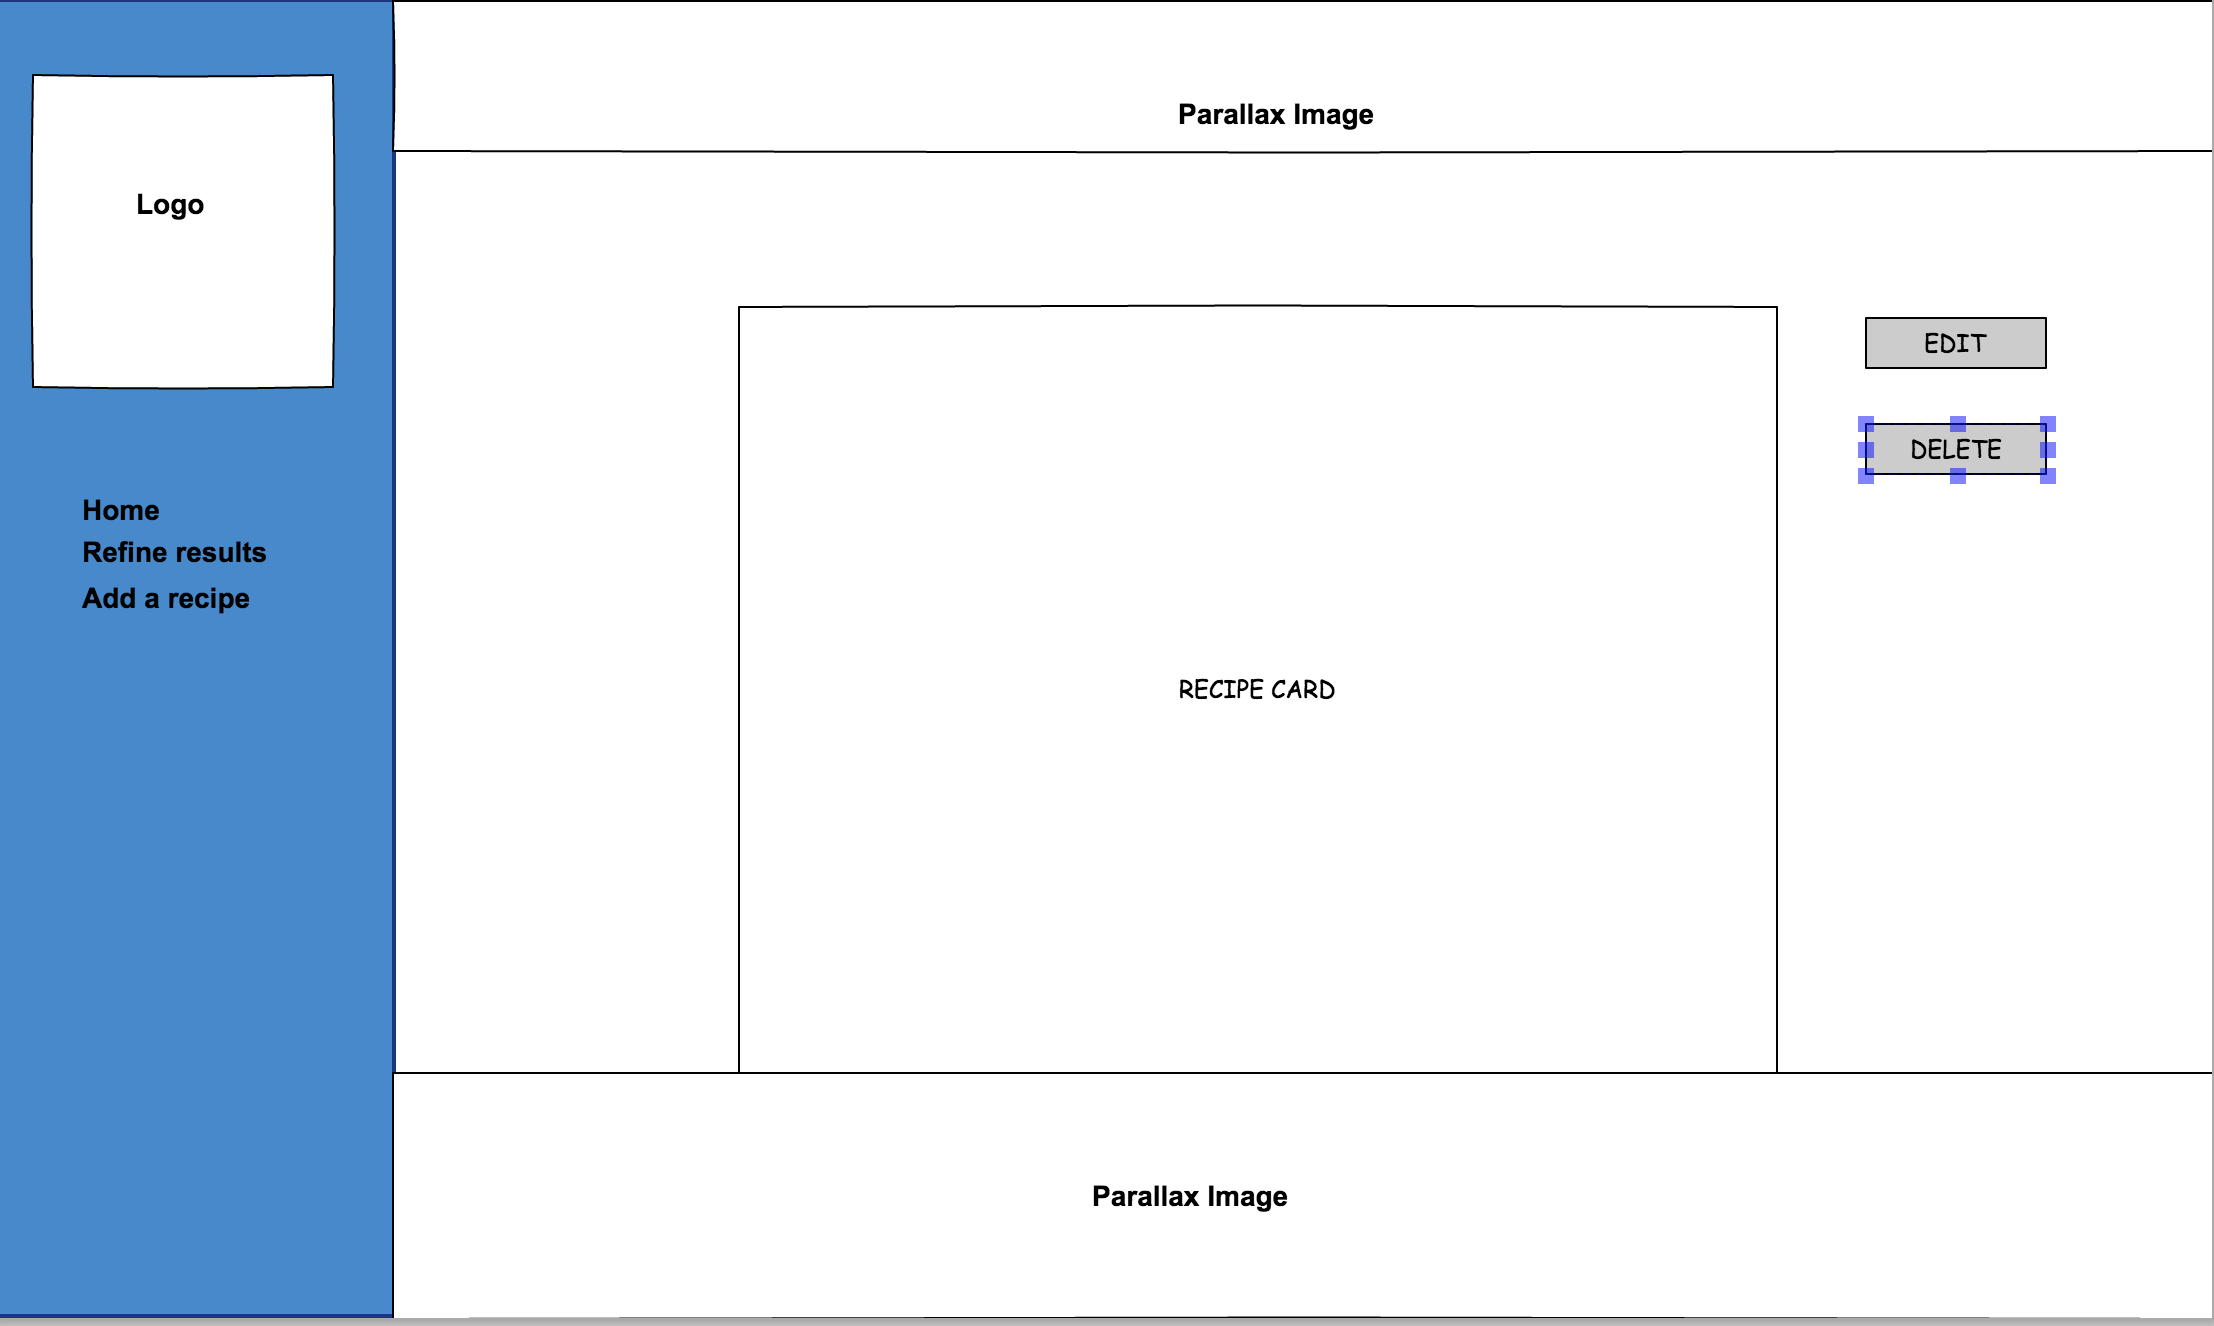 Parallax Image
Logo
Home
Refine results
Add a recipe
EDIT
DELETE
RECIPE CARD
Parallax Image